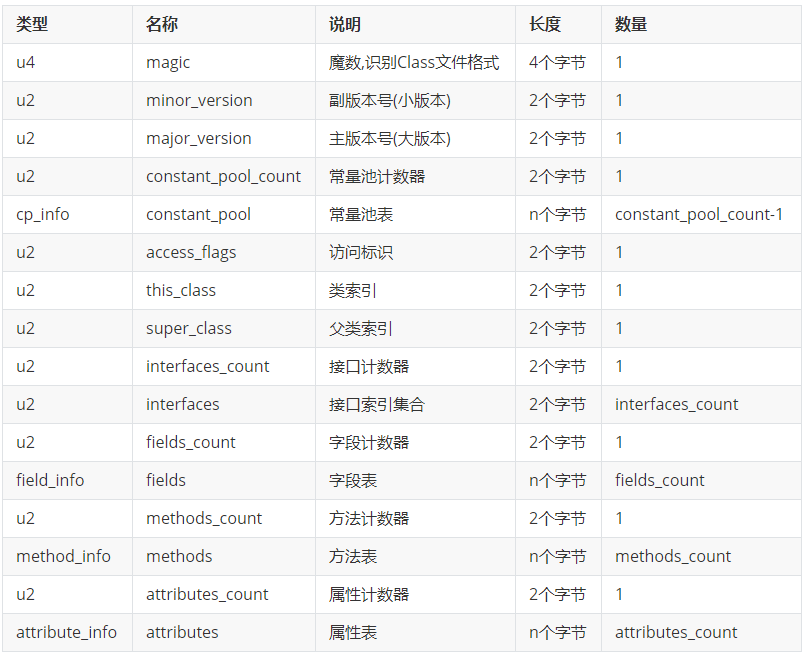 类型 名称 说明 长度 数量
u4 magic 魔数,识别Class文件格式 4个字节 1
u2 minor_version 副版本号(小版本) 2个字节 1
u2 major_version 主版本号(大版本) 2个字节 1
u2 constant_pool_count 常量池计数器 2个字节 1
cp_info constant_pool 常量池表 n个字节 constant_pool_count-1
u2 access_flags 访问标识 2个字节 1
u2 this_class 类索引 2个字节 1
u2 super_class 父类索引 2个字节 1
u2 interfaces_count 接口计数器 2个字节 1
u2 interfaces 接口索引集合 2个字节 interfaces_count
u2 fields_count 字段计数器 2个字节 1
field_info fields 字段表 n个字节 fields_count
u2 methods_count 方法计数器 2个字节 1
method_info methods 方法表 n个字节 methods_count
u2 attributes_count 属性计数器 2个字节 1
attribute_info attributes 属性表 n个字节 attributes_count